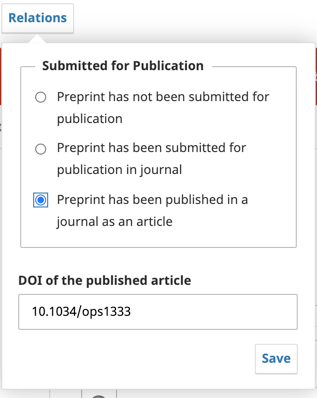 Relations
Submitted for Publication
Preprint has not been submitted for
publication
Preprint has been submitted for
publication in journal
Preprint has been published in a
journal as an article
DOI of the published article
10.1034/ops1333
Save